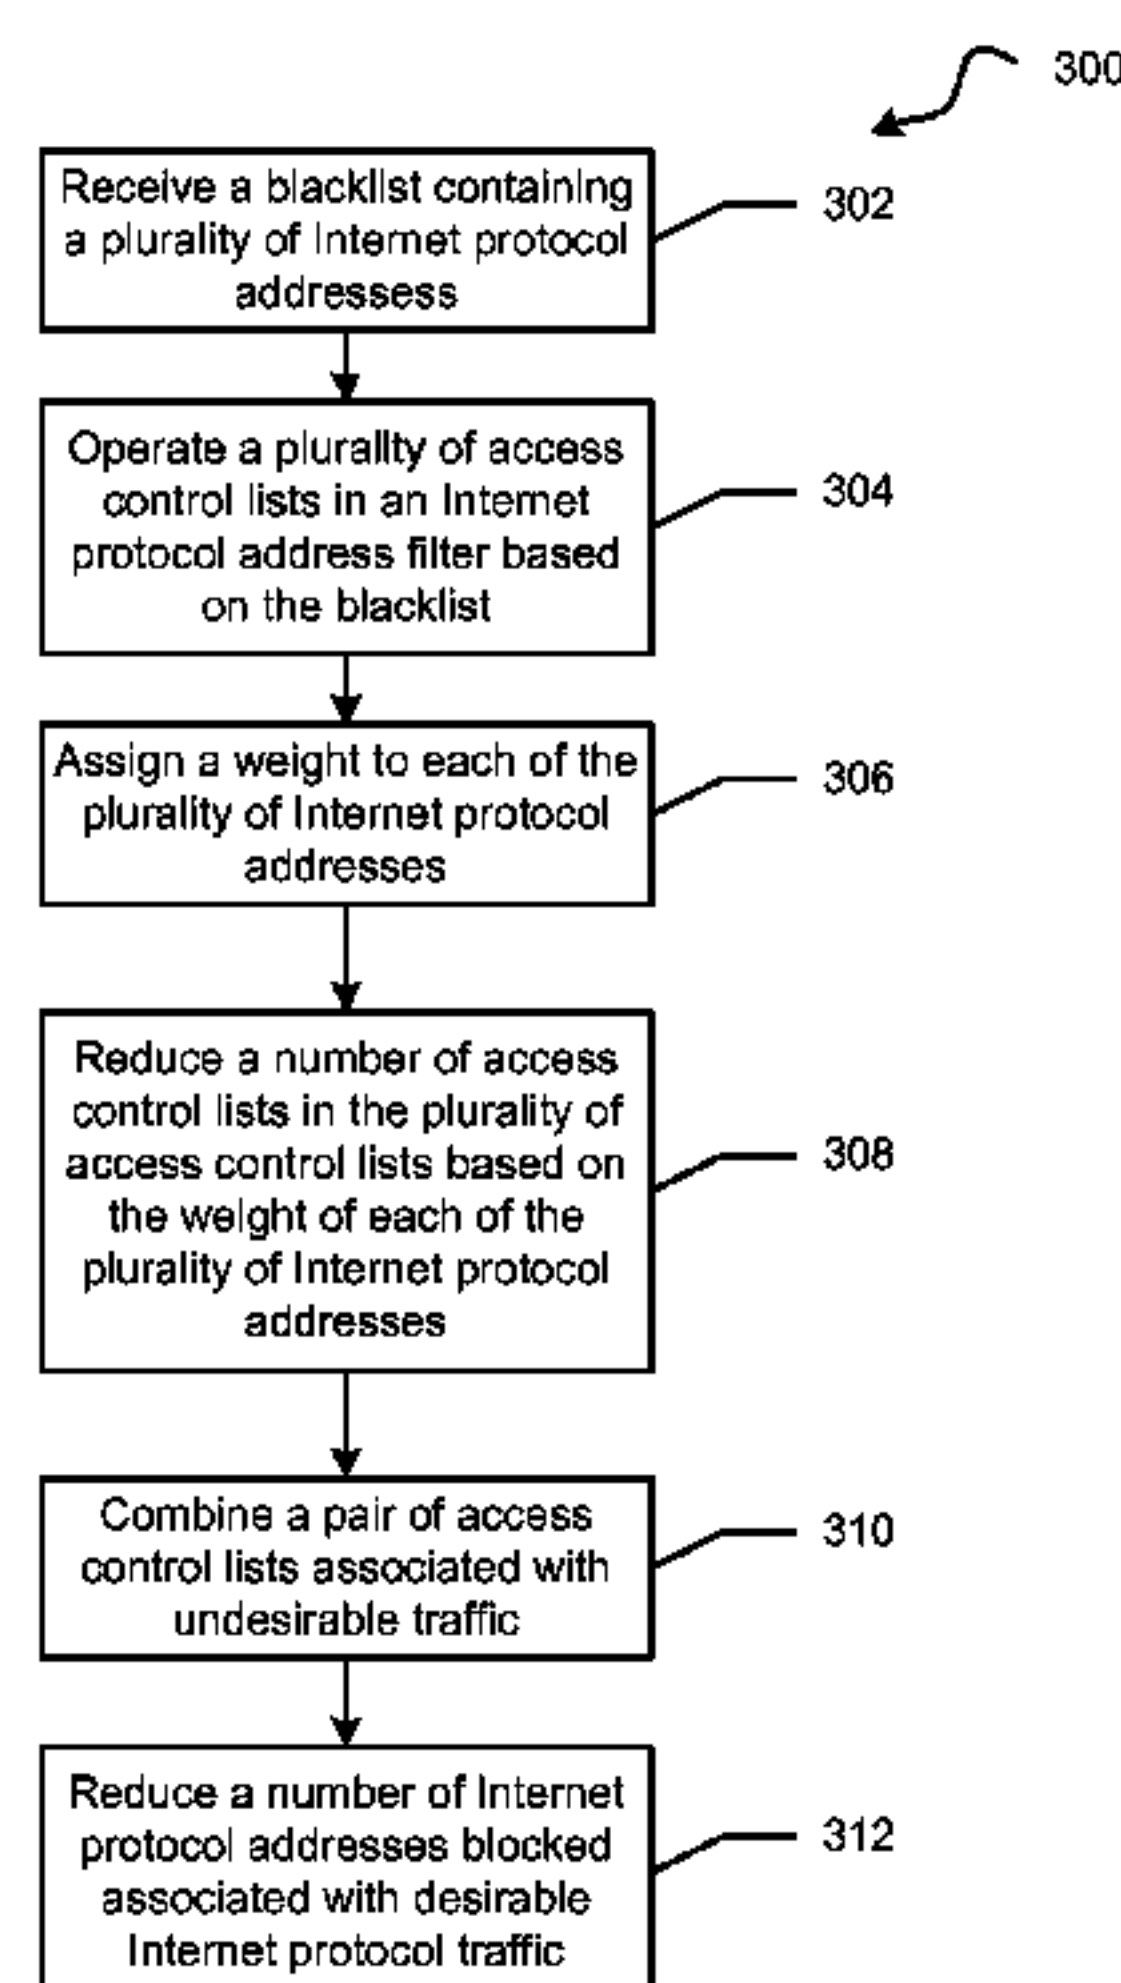 300
Receive a blacklist containing
a plurality of Internet protocol
addressess
302
Operate a plurality of access
control lists in an Internet
protocol address filter based
on the blacklist
304
Assign a weight to each of the
plurality of Internet protocol
addresses
306
Reduce a number of access
control lists in the plurality of
access control lists based on
the weight of each of the
plurality of Internet protocol
addresses
308
Combine a pair of access
control lists associated with
undesirable traffic
310
Reduce a number of Internet
protocol addresses blocked
associated with desirable
Internet protocol traffic
312